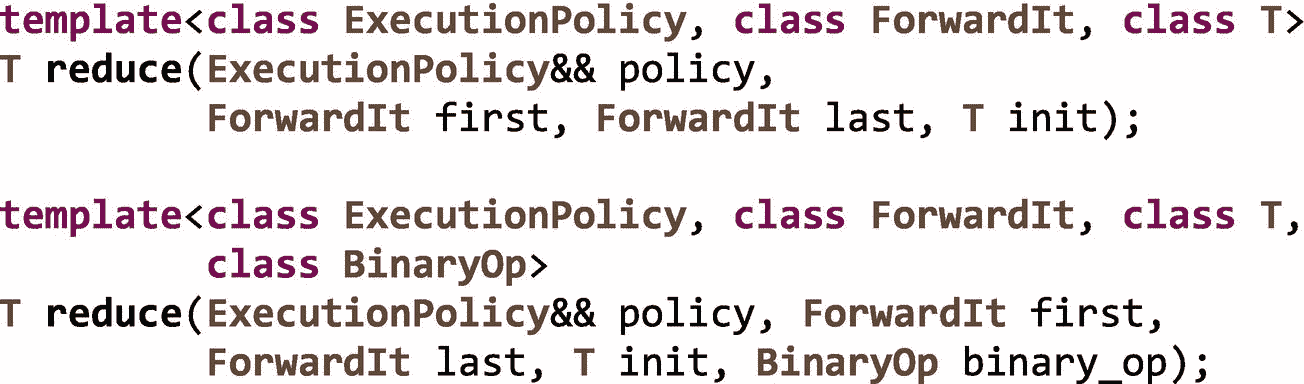 template<class ExecutionPolicy, class ForwardIt, class T>
T reduce(ExecutionPolicy&& policy,
         ForwardIt first, ForwardIt last, T init);

template<class ExecutionPolicy, class ForwardIt, class T,
         class BinaryOp>
T reduce(ExecutionPolicy&& policy, ForwardIt first,
         ForwardIt last, T init, BinaryOp binary_op);